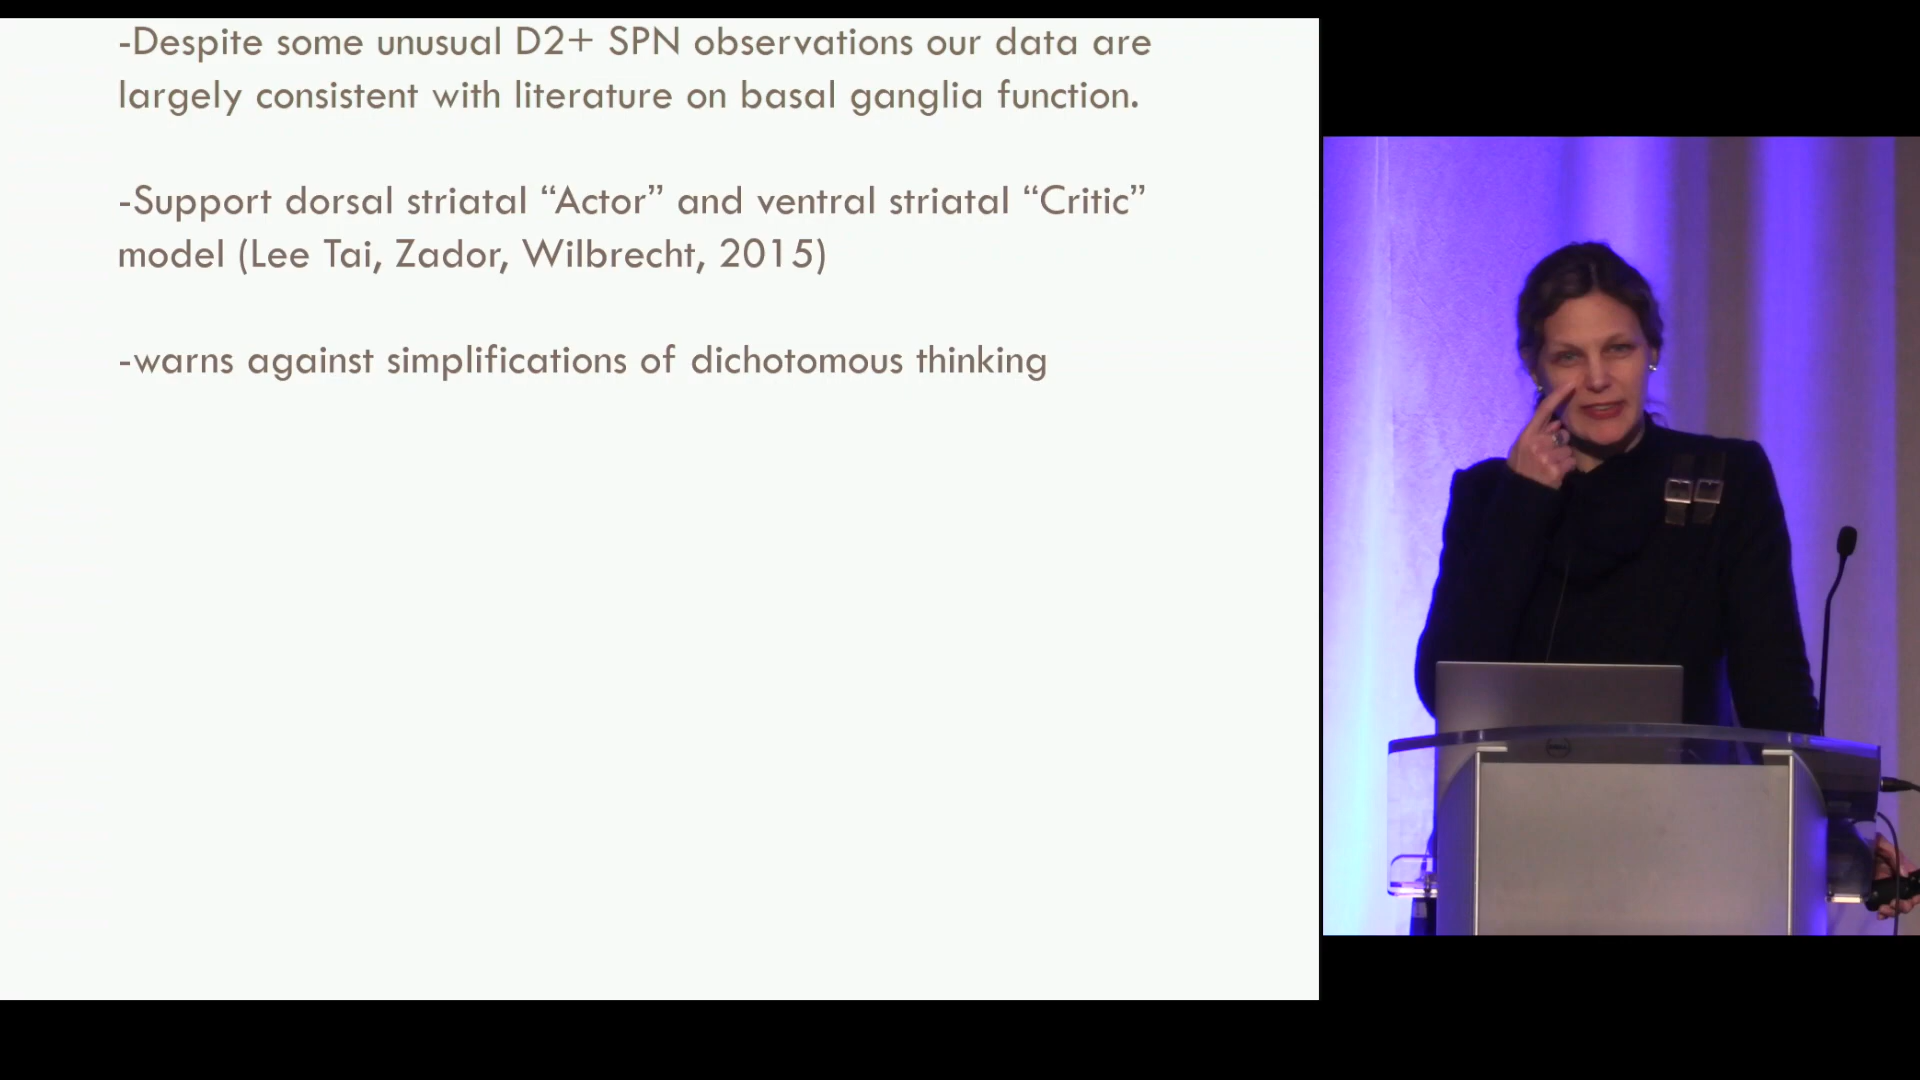 -Despite some unusual D2+ SPN observations our data are
largely consistent with literature on basal ganglia function.
-Support dorsal striatal “Actor” and ventral striatal “Critic”
model (Lee Tai, Zador, Wilbrecht, 2015)
-warns against simplifications of dichotomous thinking